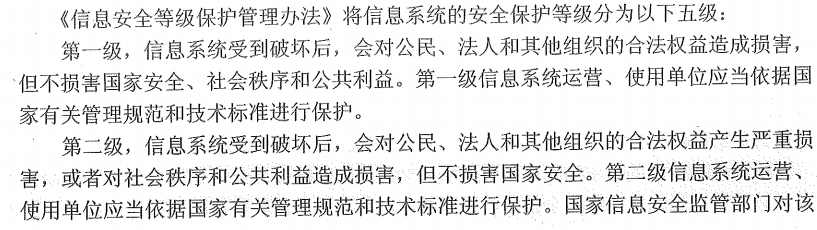 《信息安全等级保护管理办法》将信息系统的安全保护等级分为以下五级：
第一级，信息系统受到破坏后，会对公民、法人和其他组织的合法权益造成损害，
但不损害国家安全、社会秩序和公共利益。第一级信息系统运营、使用单位应当依据国
家有关管理规范和技术标准进行保护。
第二级，信息系统受到破坏后，会对公民、法人和其他组织的合法权益产生严重损
害，或者对社会秩序和公共利益造成损害，但不损害国家安全。第二级信息系统运营、
使用单位应当依据国家有关管理规范和技术标准进行保护。国家信息安全监管部门对该